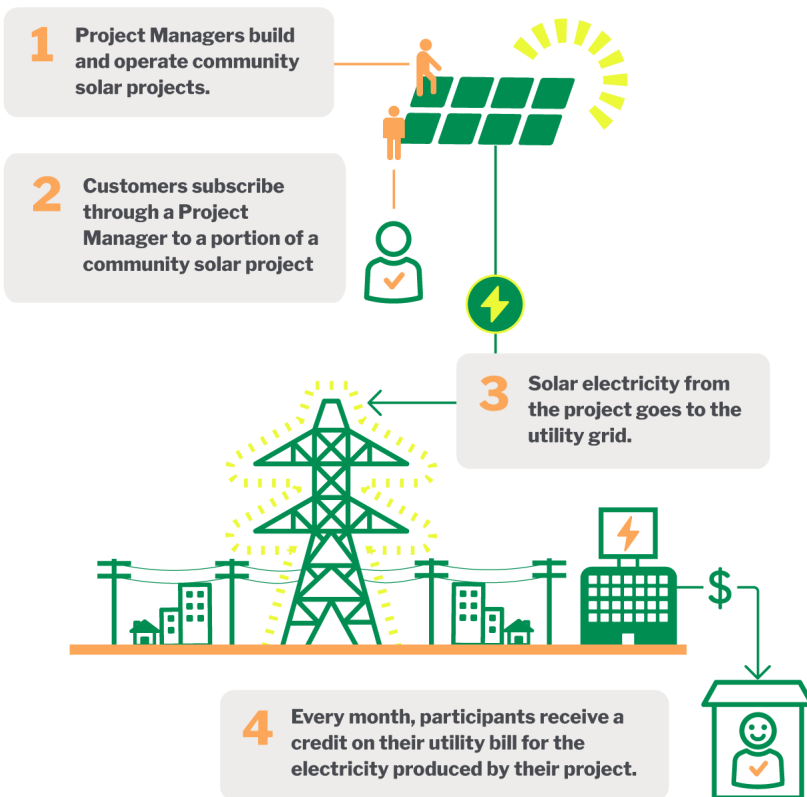 1
Project Managers build
and operate community
solar projects.
2
Customers subscribe
through a Project
Manager to a portion of a
community solar project
3
Solar electricity from
the project goes to the
utility grid.
$
4
Every month, participants receive a
credit on their utility bill for the
electricity produced by their project.